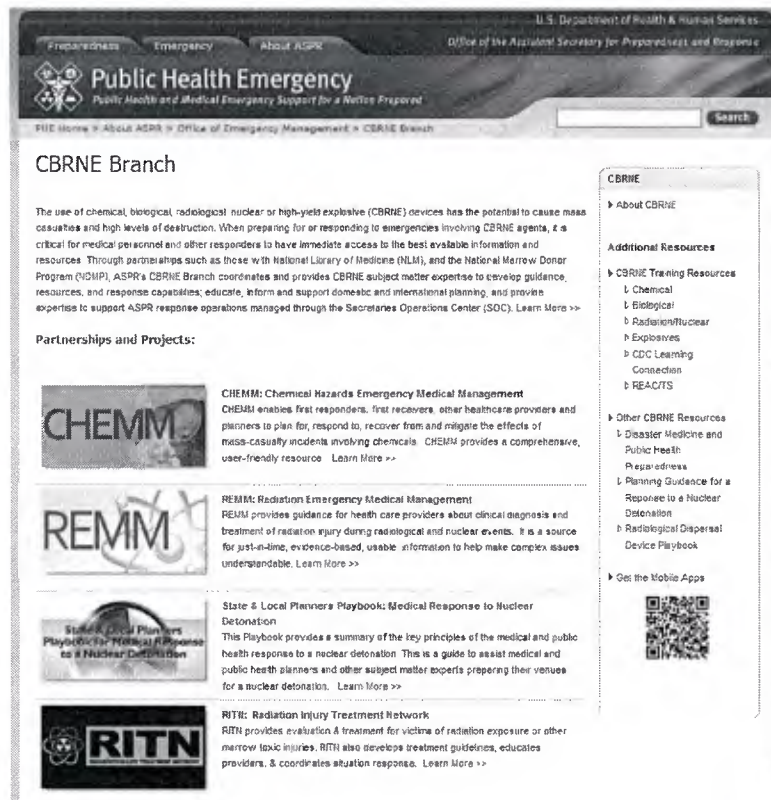 U.S. Department of Health & Human Services
Preparedness Emergency About ASPR
Office of the Assistant Secretary for Preparedness and Response
Public Health Emergency
Public Health and Medical Emergency Support for a Nation Prepared
Search
PHE Home > About ASPR > Office of Emergency Management > CBRNE Branch
CBRNE Branch
The use of chemical, biological, radiological nuclear or high-yield explosive (CBRNE) devices has the potential to cause mass
casualties and high levels of destruction. When preparing for or responding to emergencies involving CBRNE agents, it is
critical for medical personnel and other responders to have immediate access to the best available information and
resources. Through partnerships such as those with National Library of Medicine (NLM), and the National Marrow Donor
Program (NDMP), ASPR's CBRNE Branch coordinates and provides CBRNE subject matter expertise to develop guidance,
resources, and response capabilities; educate, inform and support domestic and international planning, and provide
expertise to support ASPR response operations managed through the Secretaries Operations Center (SOC). Learn More >>
Partnerships and Projects:
CHEMM
CHEMM: Chemical Hazards Emergency Medical Management
CHEMM enables first responders, first receivers, other healthcare providers and
planners to plan for, respond to, recover from and mitigate the effects of
mass-casualty incidents involving chemicals. CHEMM provides a comprehensive,
user-friendly resource Learn More >>
REMM
REMM: Radiation Emergency Medical Management
REMM provides guidance for health care providers about clinical diagnosis and
treatment of radiation injury during radiological and nuclear events. It is a source
for just-in-time, evidence-based, usable information to help make complex issues
understandable. Learn More >>
State & Local Planners
Playbook for Medical Response
to a Nuclear Detonation
State & Local Planners Playbook: Medical Response to Nuclear
Detonation
This Playbook provides a summary of the key principles of the medical and public
health response to a nuclear detonation This is a guide to assist medical and
public health planners and other subject matter experts preparing their venues
for a nuclear detonation. Learn More >>
RITN
RITN: Radiation Injury Treatment Network
RITN provides evaluation & treatment for victims of radiation exposure or other
marrow toxic injuries. RITN also develops treatment guidelines, educates
providers, & coordinates situation response. Learn More >>
CBRNE
About CBRNE
Additional Resources
CBRNE Training Resources
Chemical
Biological
Radiation/Nuclear
Explosives
CDC Learning
Connection
REAC/TS
Other CBRNE Resources
Disaster Medicine and
Public Health
Preparedness
Planning Guidance for a
Reponse to a Nuclear
Detonation
Radiological Dispersal
Device Playbook
Get the Mobile Apps